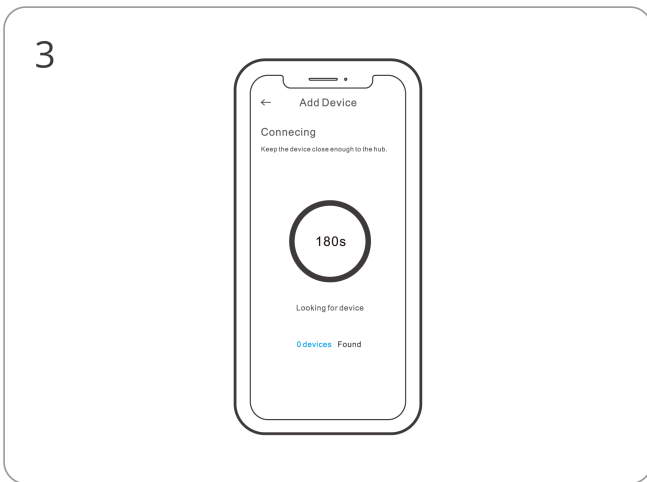 3
← Add Device
Connecing
Keep the device close enough to the hub.
180s
Looking for device
0 devices Found